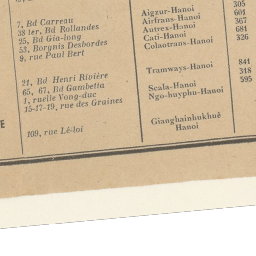 305
7, Bd Carreau Aigzur-Hanoi 601
38 ter, Bd Rollandes Airfrans-Hanoi 367
25, Bd Gia-long Autrex-Hanoi 681
53, Borgnis Desbordes Cati-Hanoi 326
9, rue Paul Bert Colaotrans-Hanoi
21, Bd Henri Rivière Tramways-Hanoi 841
65, 67, Bd Gambetta 318
1, ruelle Vong-duc Scala-Hanoi 595
15-17-19, rue des Graines Ngo-huyphu-Hanoi
E
109, rue Lê-loi Gianghainhukhuê
Hanoi